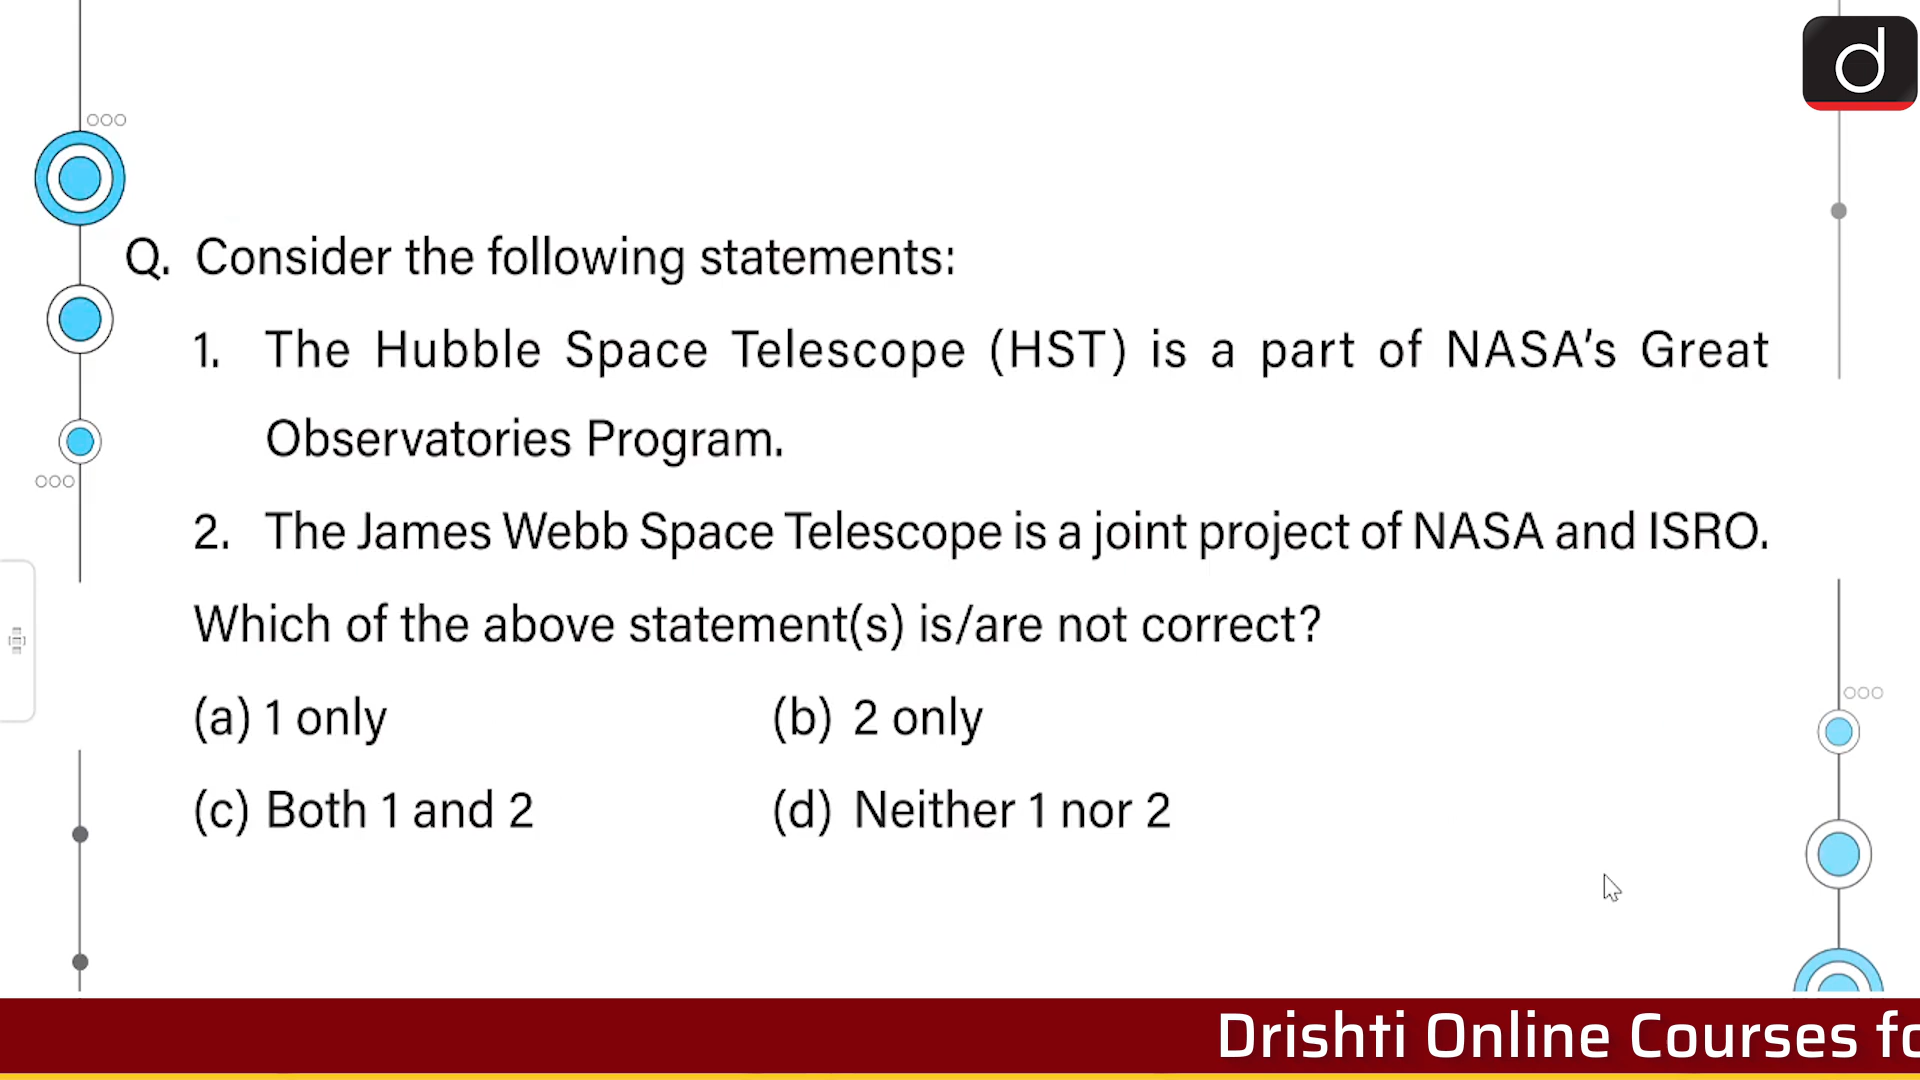 d
Q. Consider the following statements:
1. The Hubble Space Telescope (HST) is a part of NASA's Great
Observatories Program.
2. The James Webb Space Telescope is a joint project of NASA and ISRO.
Which of the above statement(s) is/are not correct?
(a) 1 only (b) 2 only
(c) Both 1 and 2 (d) Neither 1 nor 2
Drishti Online Courses fo